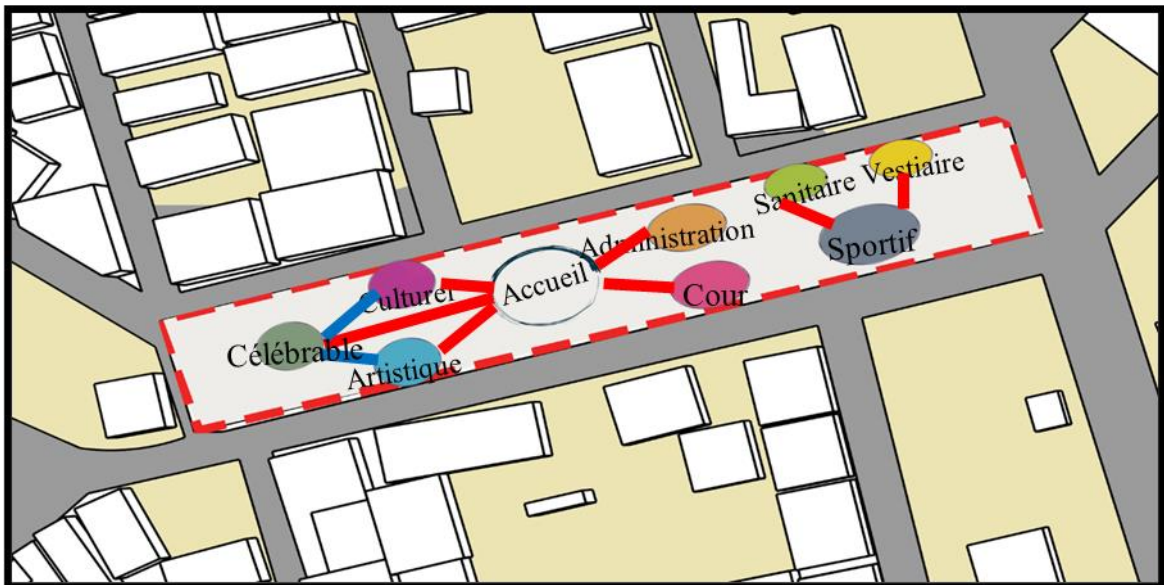 Sanitaire
Vestiaire
Administration
Sportif
Accueil
Culturel
Cour
Célébrable
Artistique